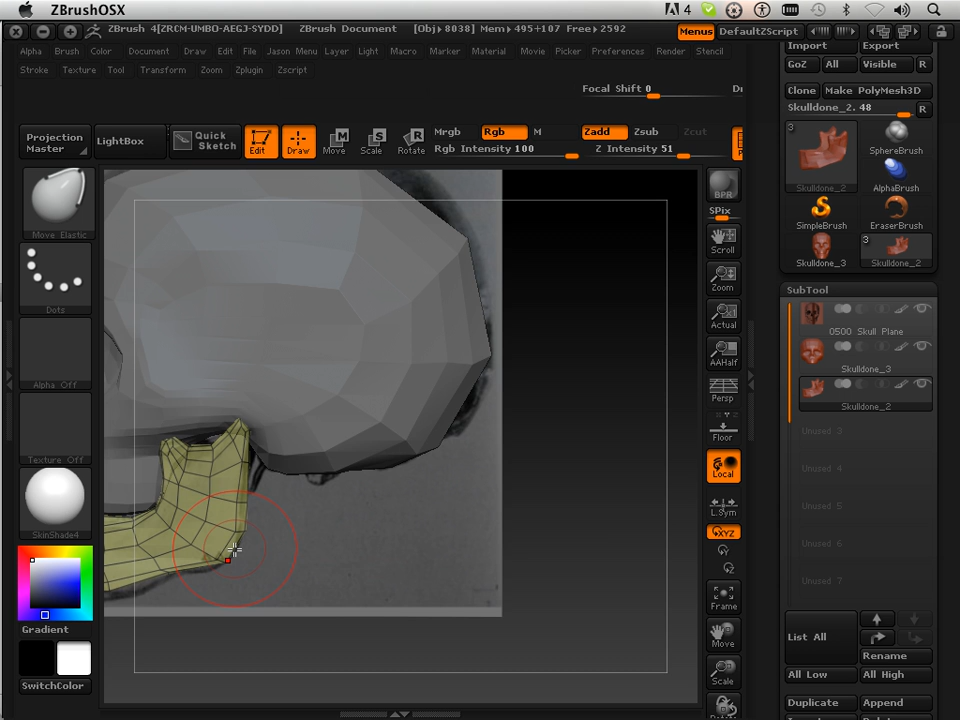 ZBrushOSX
4
ZBrush 4[ZRCM-UMBO-AEGJ-SYDD] ZBrush Document [Obj▸ 8038] Mem▸ 495+107 Free▸ 2592 Menus DefaultZScript
Alpha Brush Color Document Draw Edit File Jason Menu Layer Light Macro Marker Material Movie Picker Preferences Render Stencil
Stroke Texture Tool Transform Zoom Zplugin Zscript
Import Export
GoZ All Visible R
Focal Shift 0
Clone Make PolyMesh3D
Skulldone_2. 48 R
Projection Master
LightBox
Quick Sketch
Edit Draw Move Scale Rotate
Mrgb Rgb M Zadd Zsub Zcut
Rgb Intensity 100 Z Intensity 51
3
Skulldone_2
SphereBrush
AlphaBrush
SimpleBrush EraserBrush
3
Skulldone_3 Skulldone_2
Move Elastic
Dots
Alpha Off
Texture Off
SkinShade4
Gradient
SwitchColor
BPR
SPix
Scroll
Zoom
Actual
AAHalf
Persp
Floor
Local
L.Sym
XYZ
Y
Z
Frame
Move
Scale
SubTool
0500 Skull Plane
Skulldone_3
Skulldone_2
Unused 3
Unused 4
Unused 5
Unused 6
Unused 7
List All
Rename
All Low All High
Duplicate Append